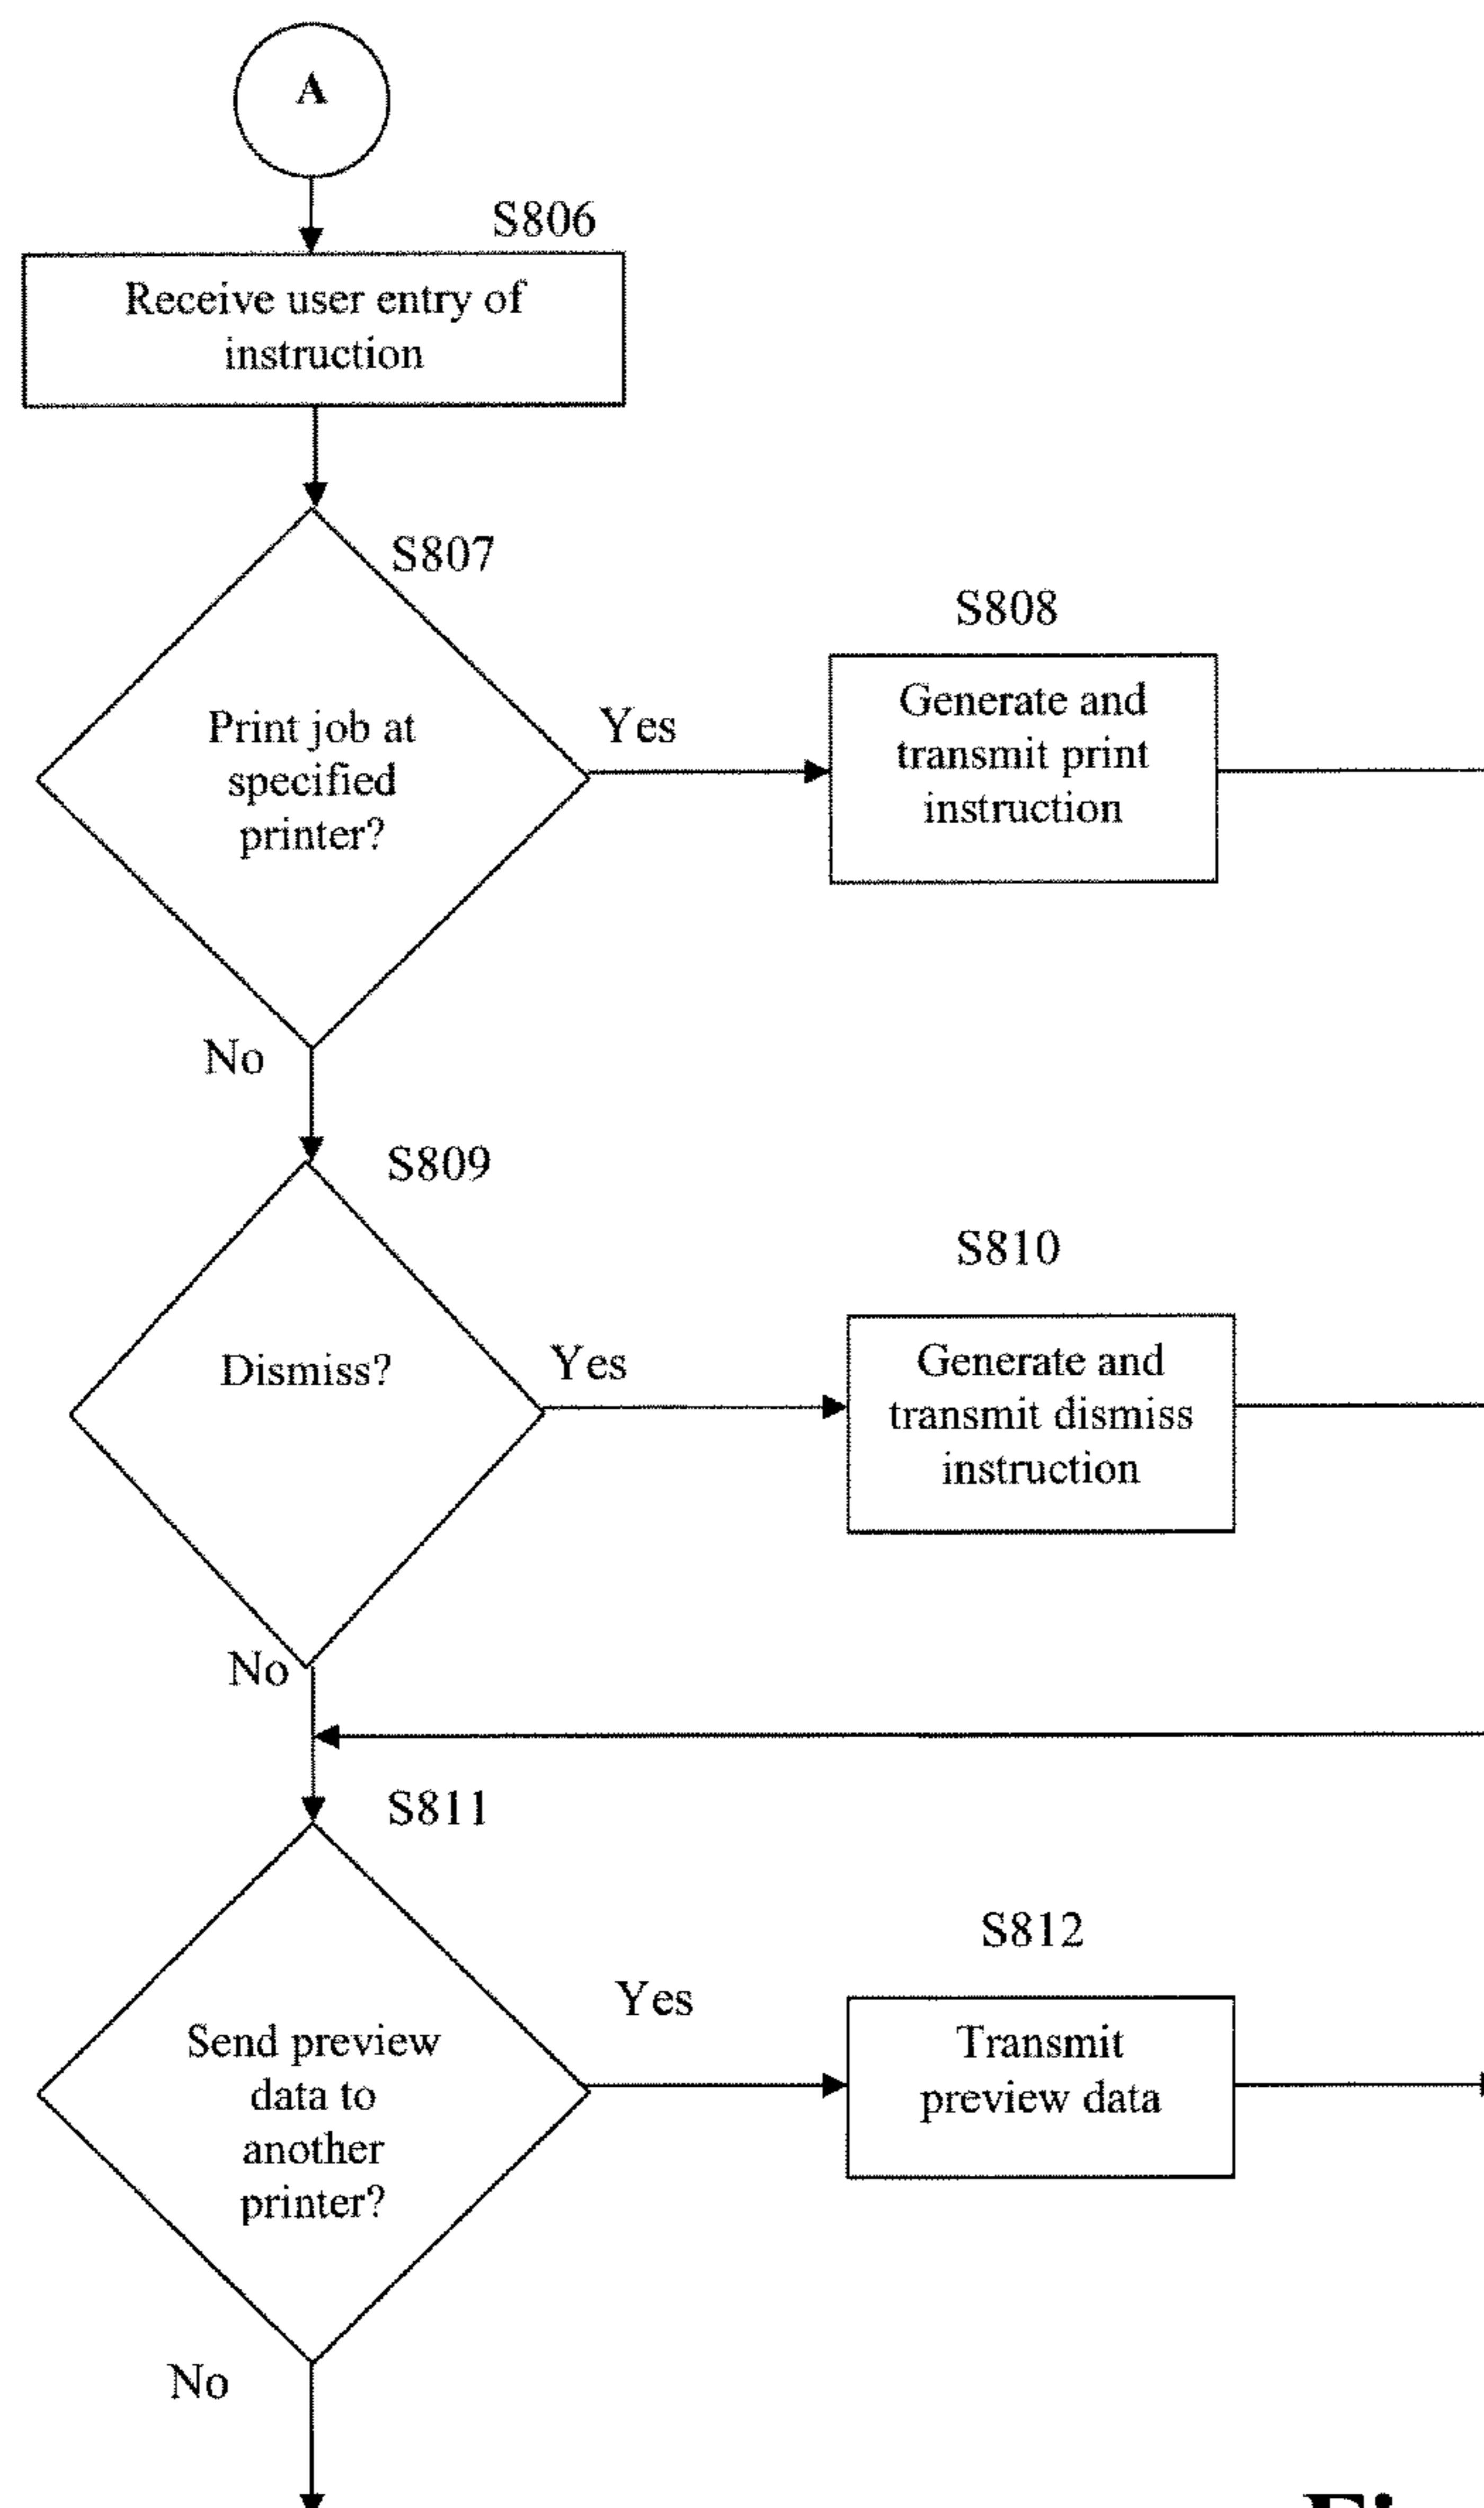 A
S806
Receive user entry of
instruction
S807
Print job at
specified
printer?
Yes
S808
Generate and
transmit print
instruction
No
S809
Dismiss?
Yes
S810
Generate and
transmit dismiss
instruction
No
S811
Send preview
data to
another
printer?
Yes
S812
Transmit
preview data
No